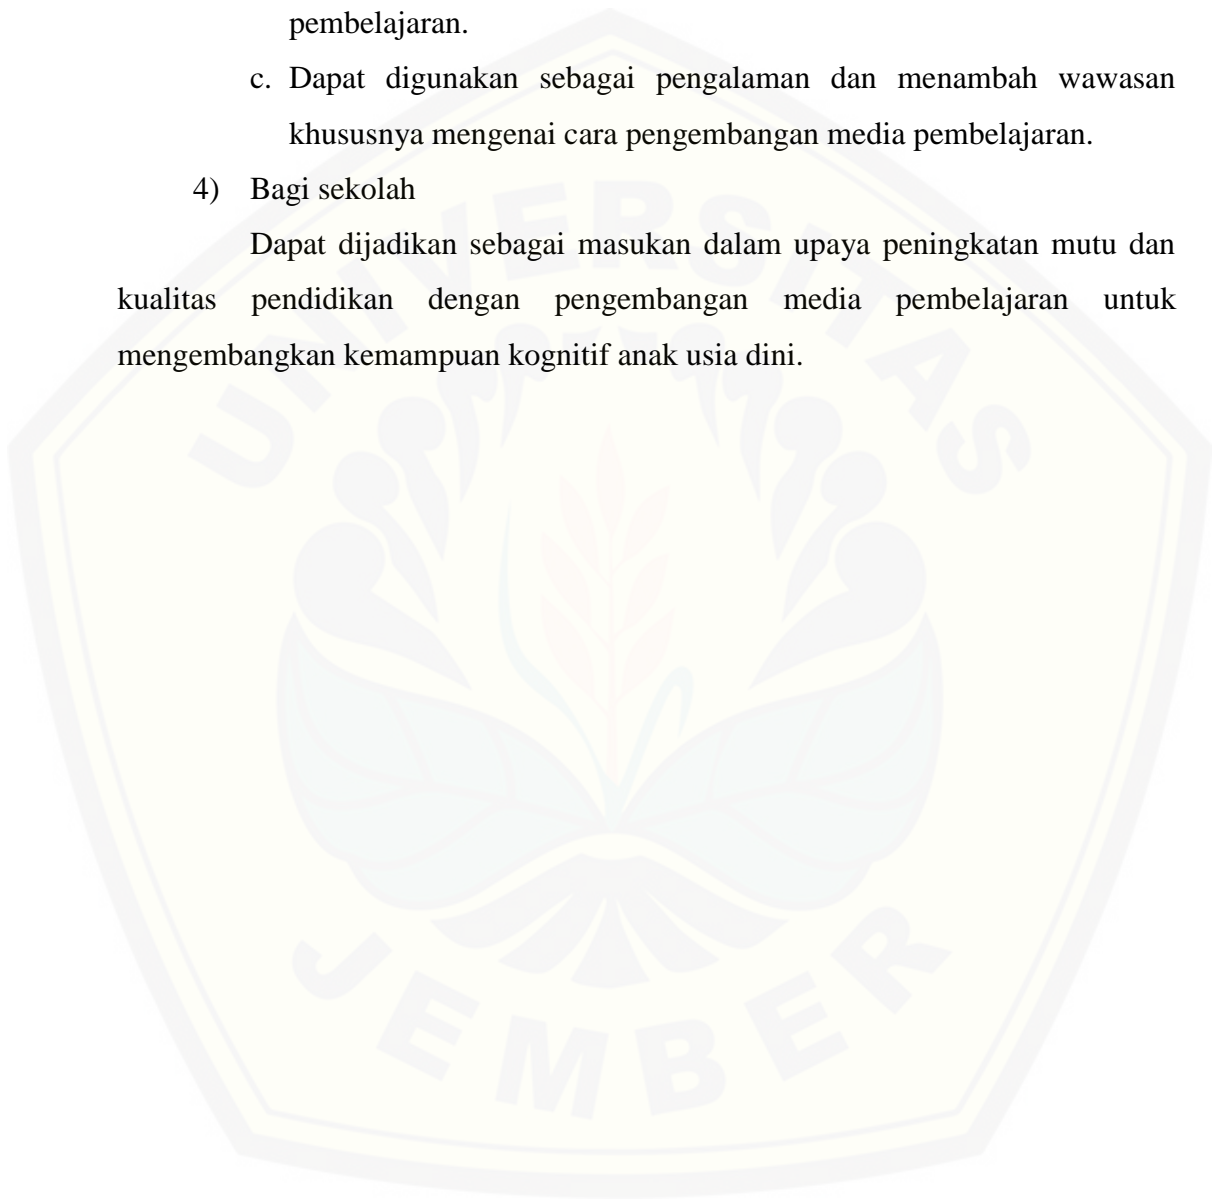 pembelajaran.
c. Dapat digunakan sebagai pengalaman dan menambah wawasan
khususnya mengenai cara pengembangan media pembelajaran.
4) Bagi sekolah
Dapat dijadikan sebagai masukan dalam upaya peningkatan mutu dan
kualitas pendidikan dengan pengembangan media pembelajaran untuk
mengembangkan kemampuan kognitif anak usia dini.
UNIVERSITAS
JEMBER